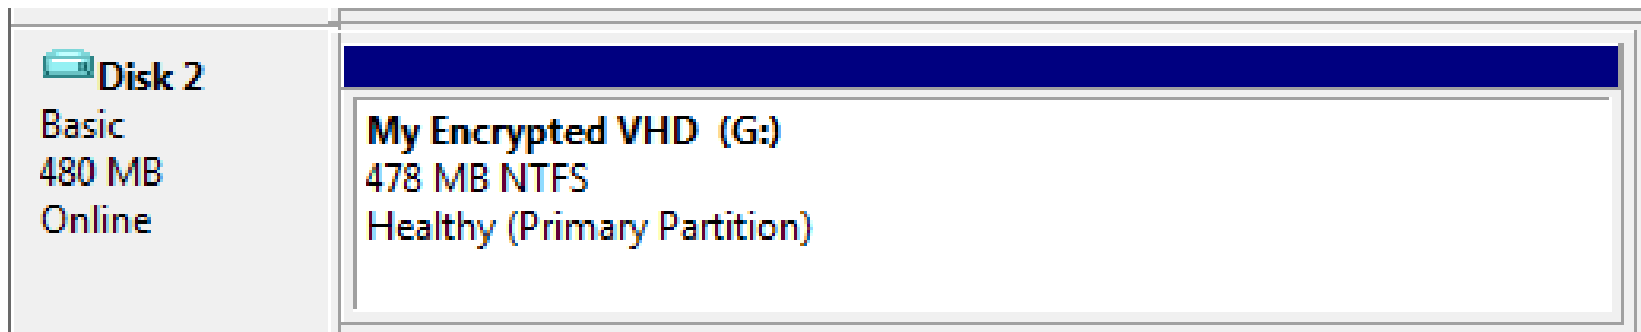 Disk 2
Basic
480 MB
Online
My Encrypted VHD (G:)
478 MB NTFS
Healthy (Primary Partition)